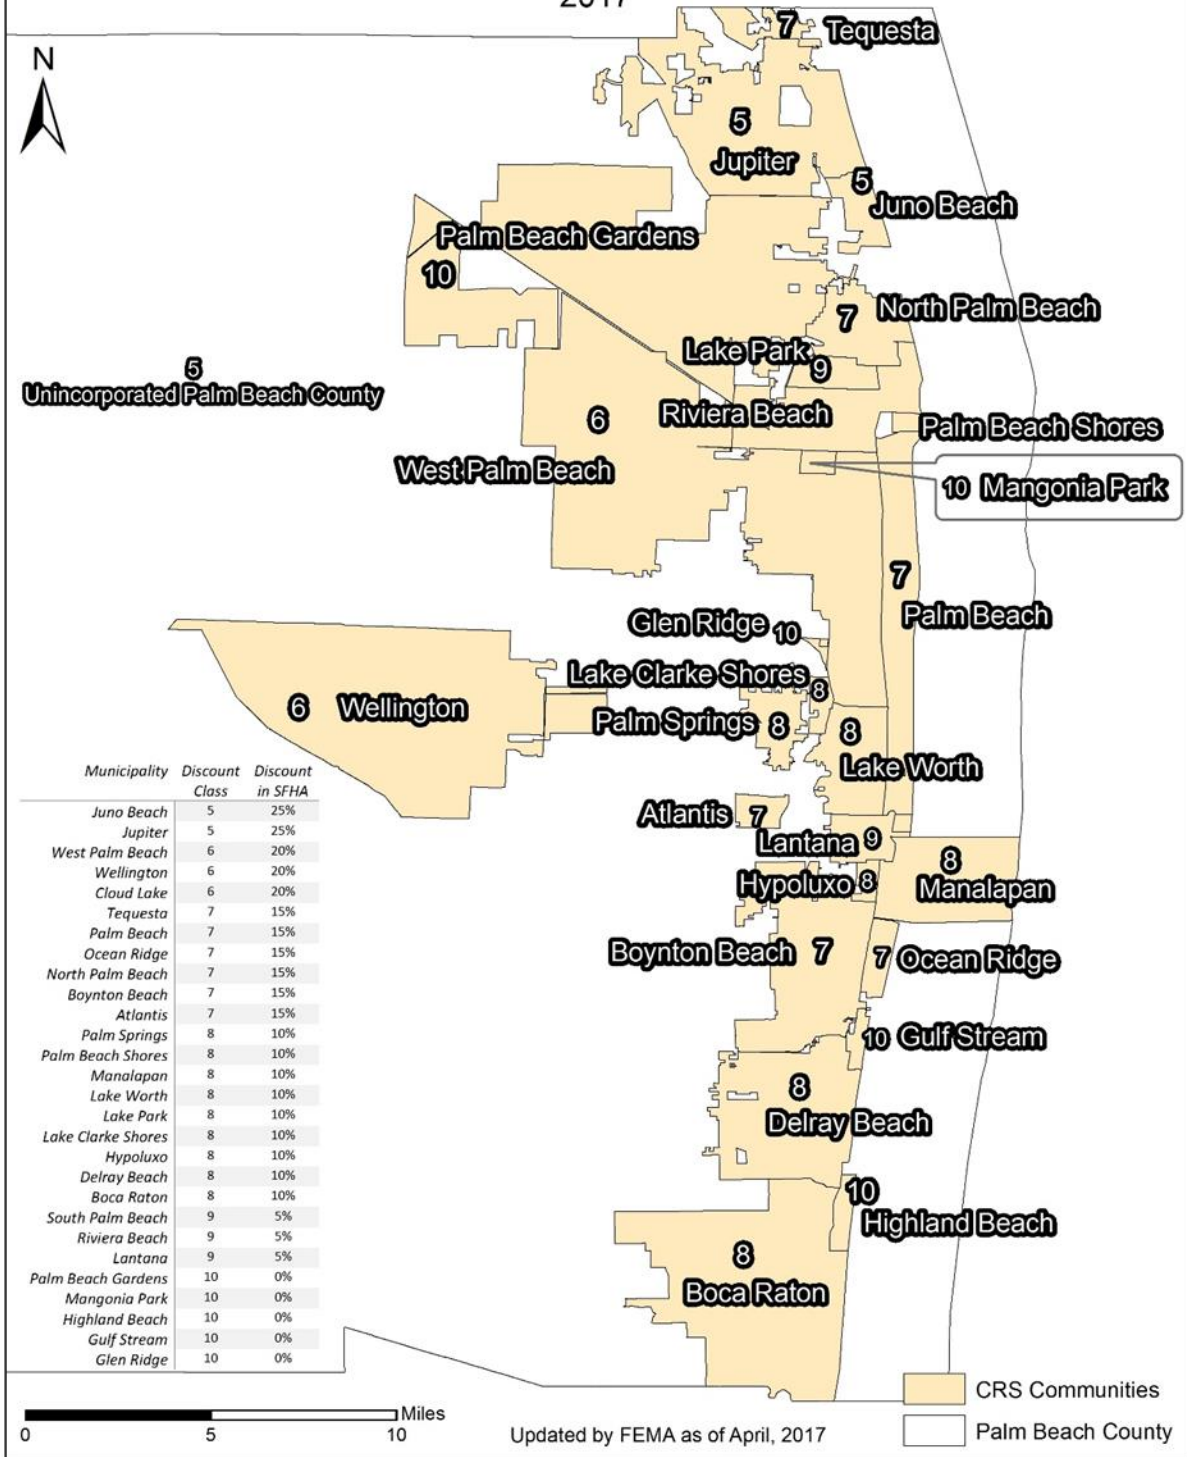 2017
7 Tequesta
N
5
Jupiter
5
Juno Beach
Palm Beach Gardens
10
7 North Palm Beach
Lake Park
9
5
Unincorporated Palm Beach County
6
Riviera Beach
Palm Beach Shores
West Palm Beach
10 Mangonia Park
7
Palm Beach
Glen Ridge 10
Lake Clarke Shores
8
6 Wellington
Palm Springs 8
8
Lake Worth
Atlantis 7
Lantana 9
8
Manalapan
Hypoluxo 8
Boynton Beach 7
7 Ocean Ridge
10 Gulf Stream
8
Delray Beach
10
Highland Beach
8
Boca Raton
Municipality Discount Discount
Class in SFHA
Juno Beach 5 25%
Jupiter 5 25%
West Palm Beach 6 20%
Wellington 6 20%
Cloud Lake 6 20%
Tequesta 7 15%
Palm Beach 7 15%
Ocean Ridge 7 15%
North Palm Beach 7 15%
Boynton Beach 7 15%
Atlantis 7 15%
Palm Springs 8 10%
Palm Beach Shores 8 10%
Manalapan 8 10%
Lake Worth 8 10%
Lake Park 8 10%
Lake Clarke Shores 8 10%
Hypoluxo 8 10%
Delray Beach 8 10%
Boca Raton 8 10%
South Palm Beach 9 5%
Riviera Beach 9 5%
Lantana 9 5%
Palm Beach Gardens 10 0%
Mangonia Park 10 0%
Highland Beach 10 0%
Gulf Stream 10 0%
Glen Ridge 10 0%
Miles
0 5 10
Updated by FEMA as of April, 2017
CRS Communities
Palm Beach County